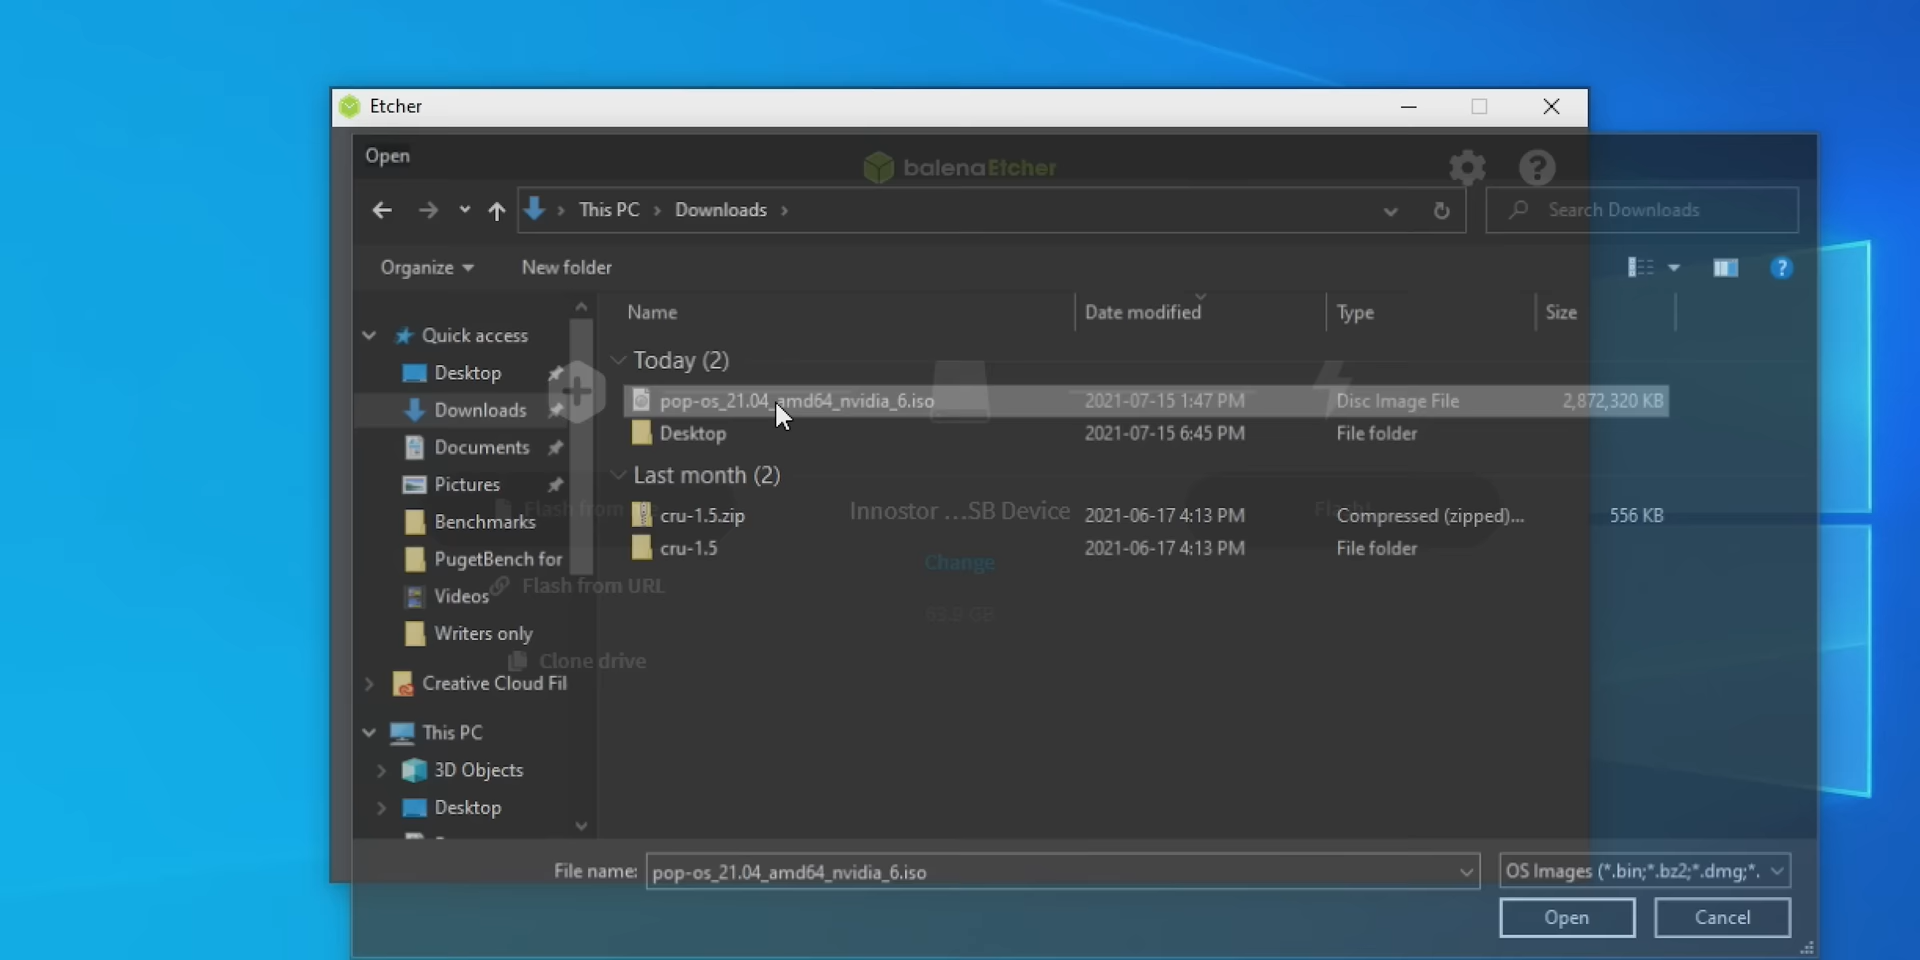 Etcher
Open
balenaEtcher
This PC > Downloads >
Search Downloads
Organize
New folder
Name
Date modified
Type
Size
Quick access
Desktop
Downloads
Documents
Pictures
Benchmarks
PugetBench for
Videos
Writers only
Creative Cloud Fil
This PC
3D Objects
Desktop
Today (2)
pop-os_21.04_amd64_nvidia_6.iso 2021-07-15 1:47 PM Disc Image File 2,872,320 KB
Desktop 2021-07-15 6:45 PM File folder
Last month (2)
cru-1.5.zip 2021-06-17 4:13 PM Compressed (zipped)... 556 KB
cru-1.5 2021-06-17 4:13 PM File folder
Flash from
Innostor ...SB Device
Flash!
Change
Flash from URL
Clone drive
File name: pop-os_21.04_amd64_nvidia_6.iso
OS Images (*.bin;*.bz2;*.dmg;*.
Open
Cancel